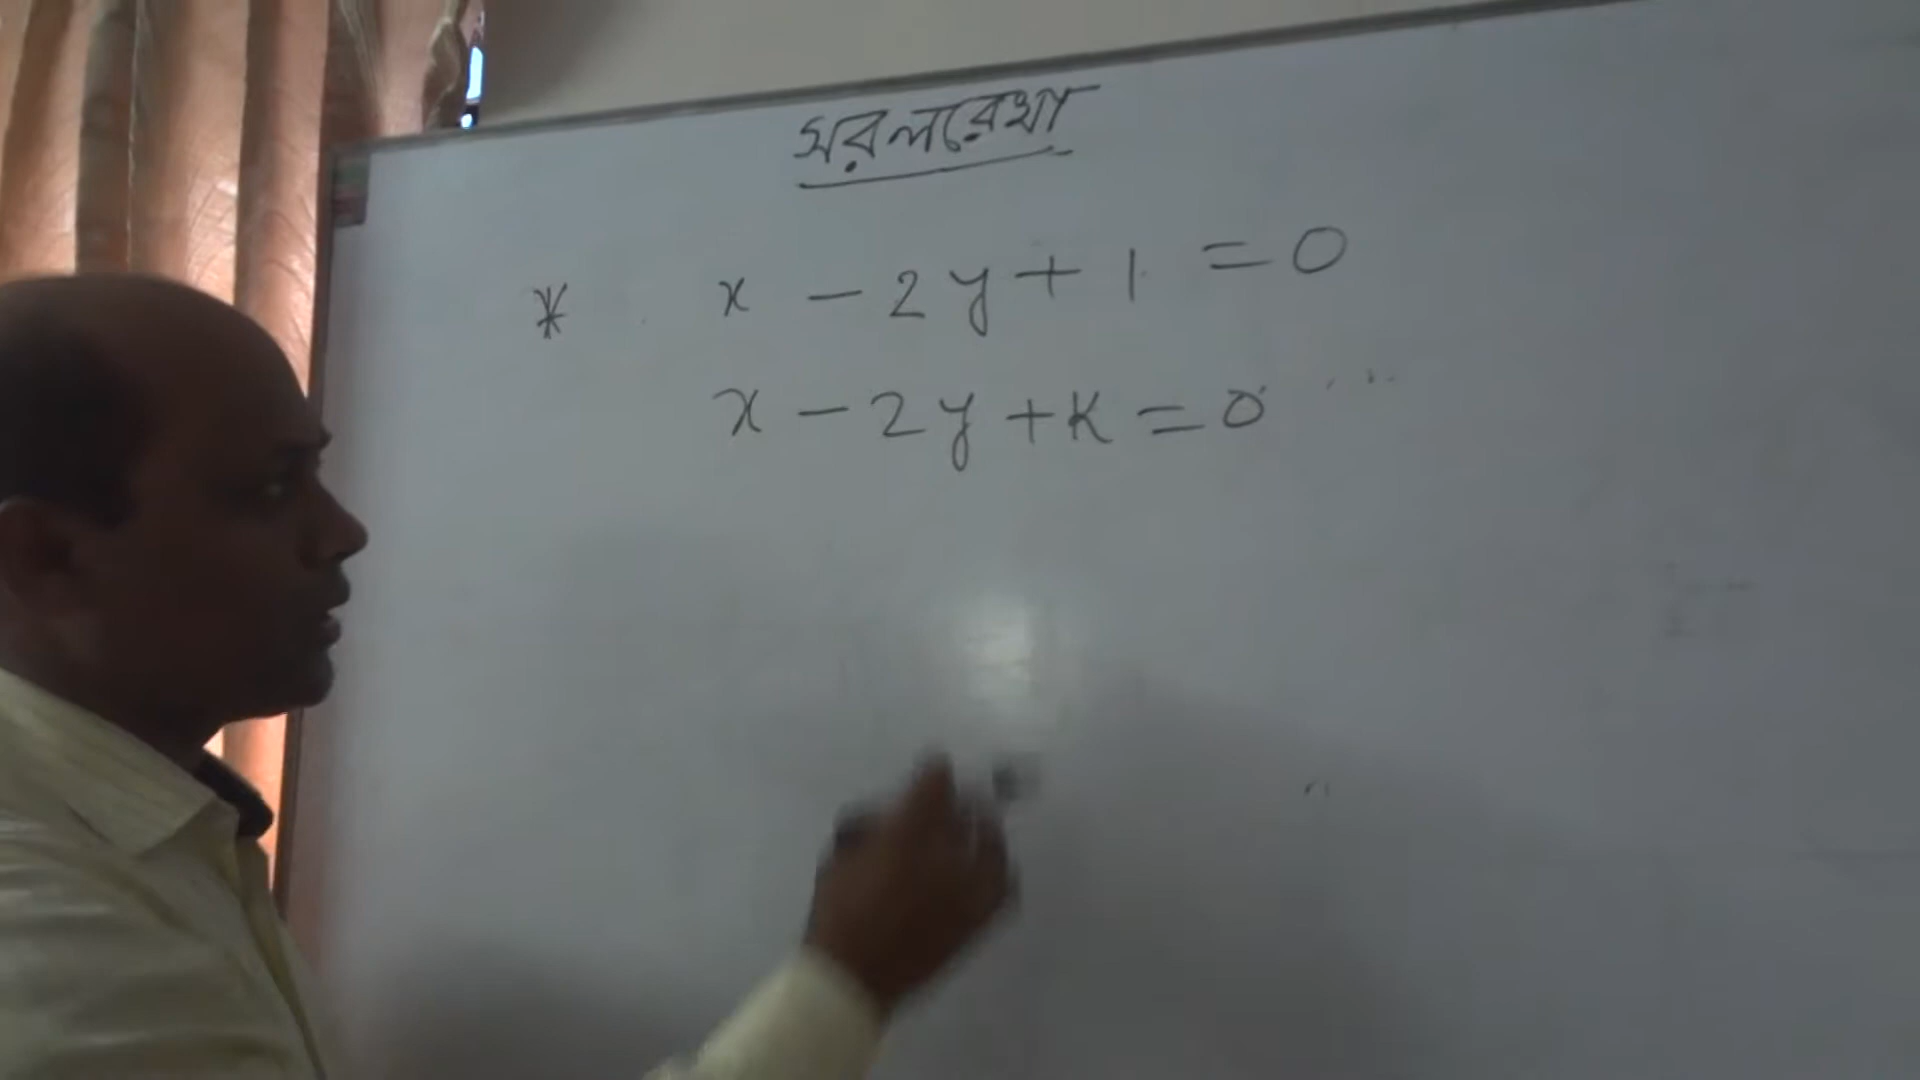 সরলরেখা
* x - 2y + 1 = 0
x - 2y + K = 0